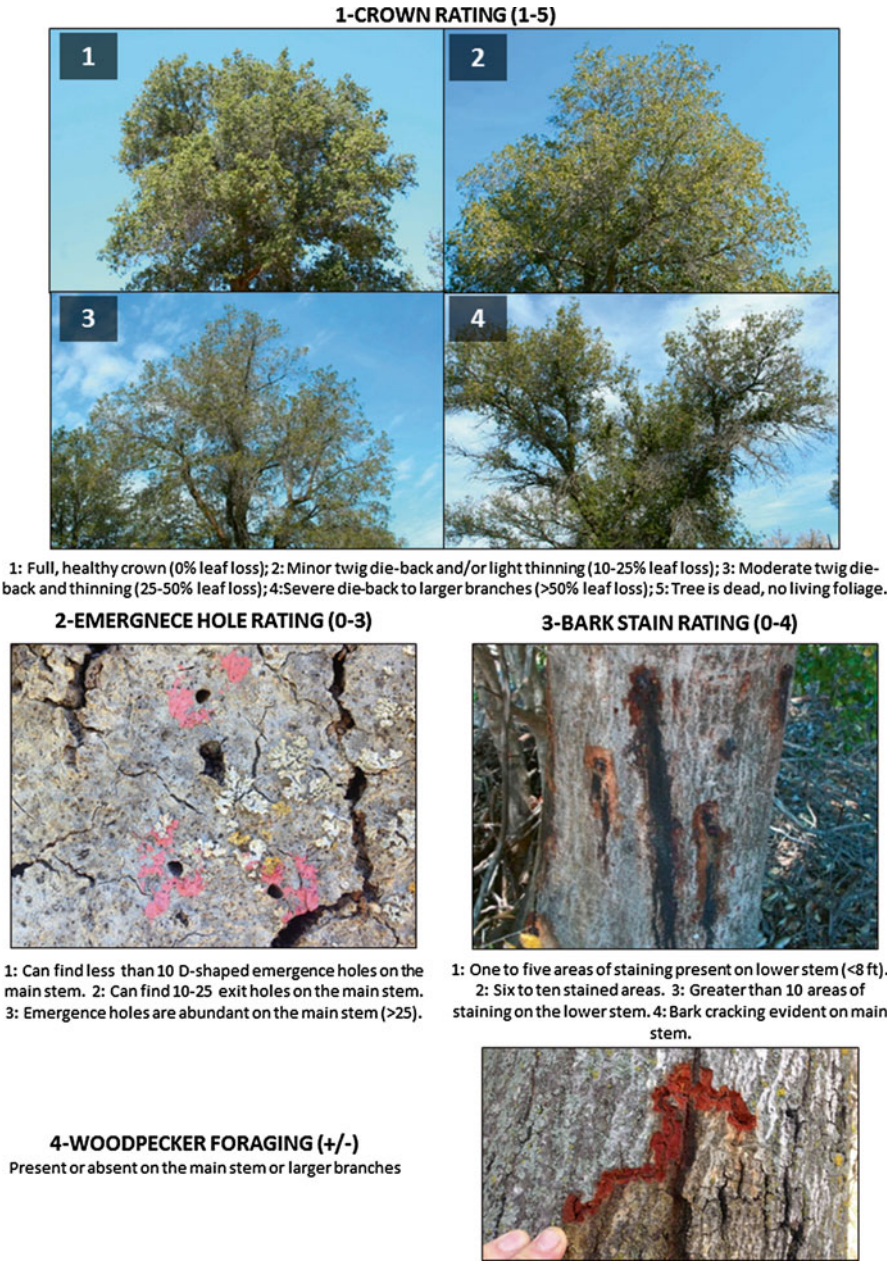 1-CROWN RATING (1-5)
1
2
3
4
1: Full, healthy crown (0% leaf loss); 2: Minor twig die-back and/or light thinning (10-25% leaf loss); 3: Moderate twig die-
back and thinning (25-50% leaf loss); 4:Severe die-back to larger branches (>50% leaf loss); 5: Tree is dead, no living foliage.
2-EMERGNECE HOLE RATING (0-3)
1: Can find less than 10 D-shaped emergence holes on the
main stem. 2: Can find 10-25 exit holes on the main stem.
3: Emergence holes are abundant on the main stem (>25).
3-BARK STAIN RATING (0-4)
1: One to five areas of staining present on lower stem (<8 ft).
2: Six to ten stained areas. 3: Greater than 10 areas of
staining on the lower stem. 4: Bark cracking evident on main
stem.
4-WOODPECKER FORAGING (+/-)
Present or absent on the main stem or larger branches